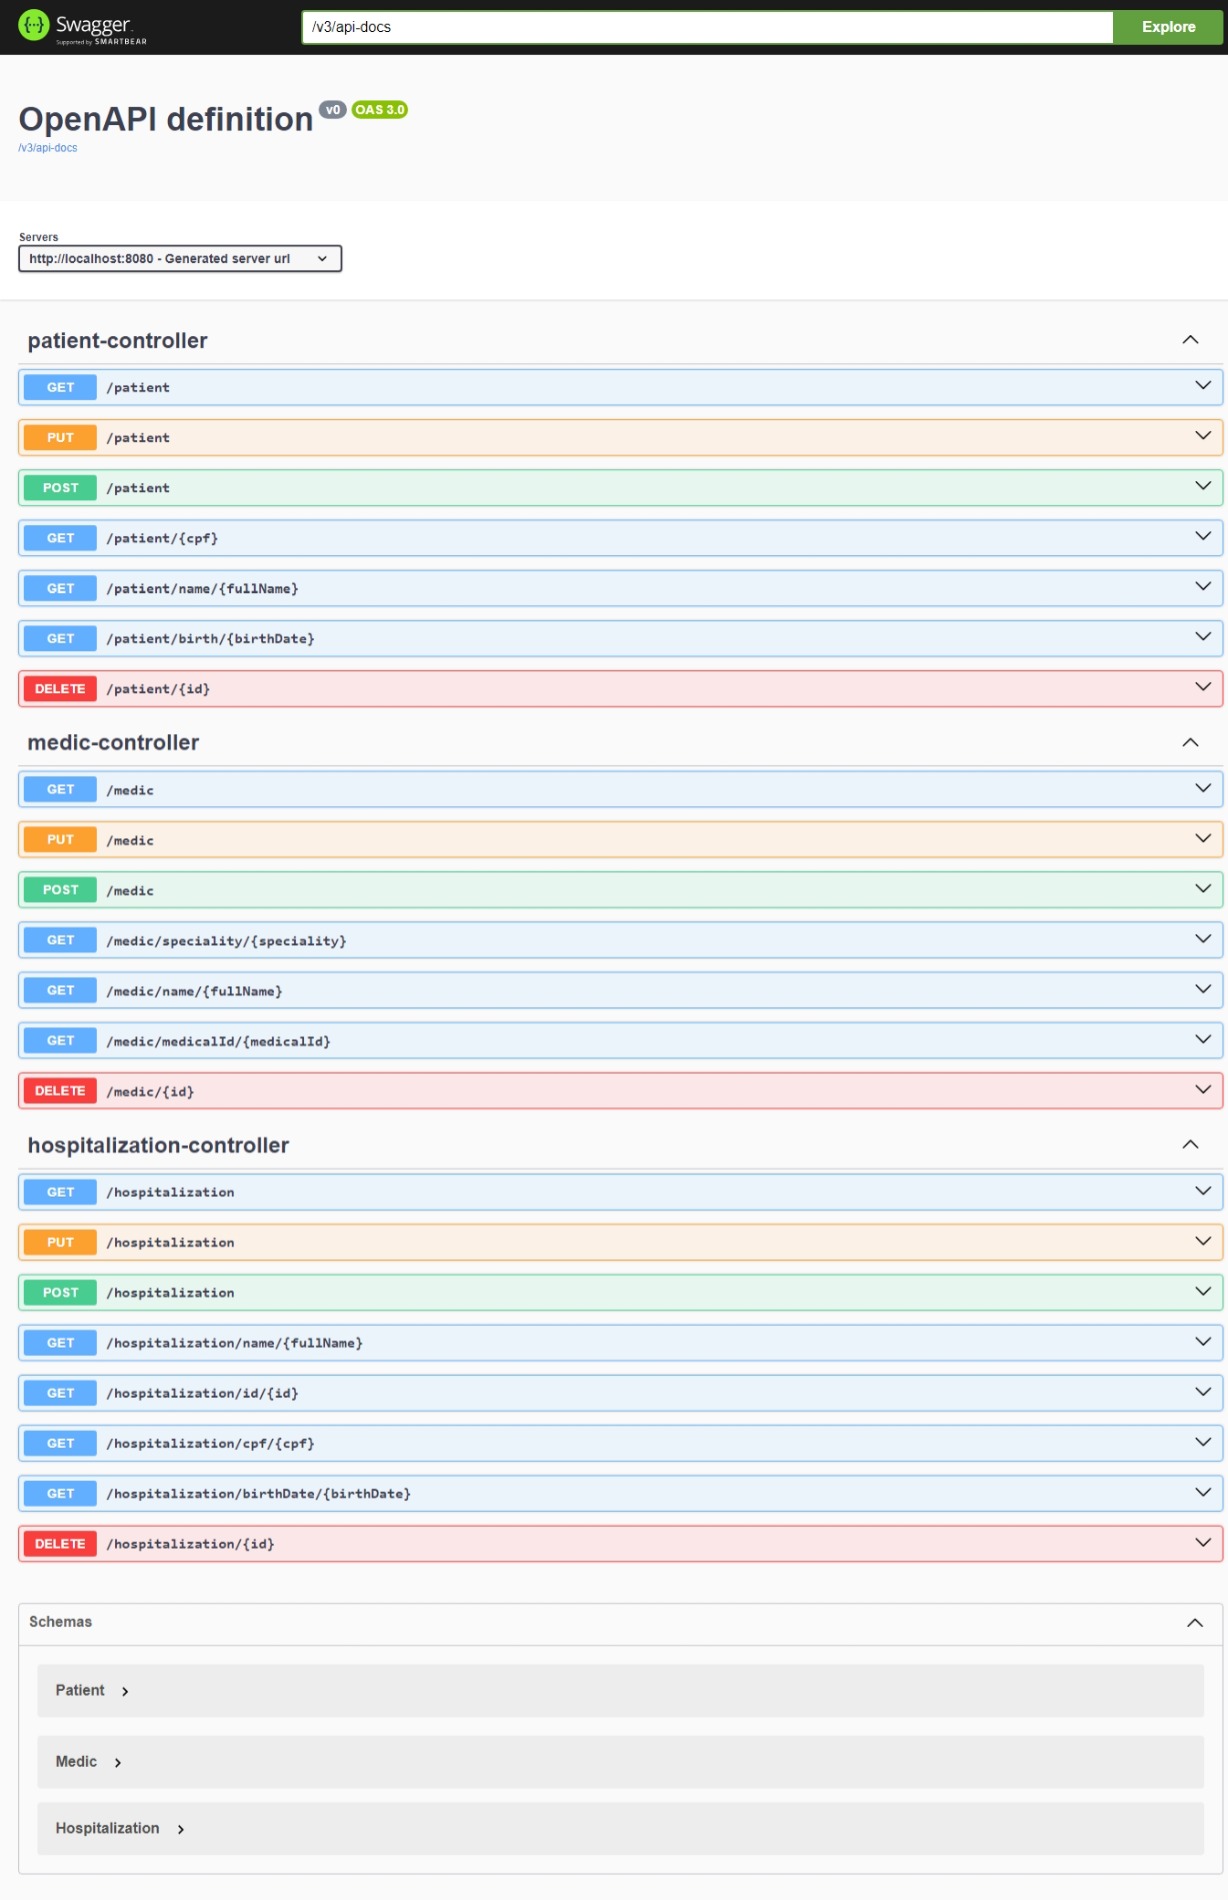 Swagger.
Supported by SMARTBEAR
/v3/api-docs
Explore
OpenAPI definition v0 OAS 3.0
/v3/api-docs
Servers
http://localhost:8080 - Generated server url
patient-controller
GET /patient
PUT /patient
POST /patient
GET /patient/{cpf}
GET /patient/name/{fullName}
GET /patient/birth/{birthDate}
DELETE /patient/{id}
medic-controller
GET /medic
PUT /medic
POST /medic
GET /medic/speciality/{speciality}
GET /medic/name/{fullName}
GET /medic/medicalId/{medicalId}
DELETE /medic/{id}
hospitalization-controller
GET /hospitalization
PUT /hospitalization
POST /hospitalization
GET /hospitalization/name/{fullName}
GET /hospitalization/id/{id}
GET /hospitalization/cpf/{cpf}
GET /hospitalization/birthDate/{birthDate}
DELETE /hospitalization/{id}
Schemas
Patient
Medic
Hospitalization